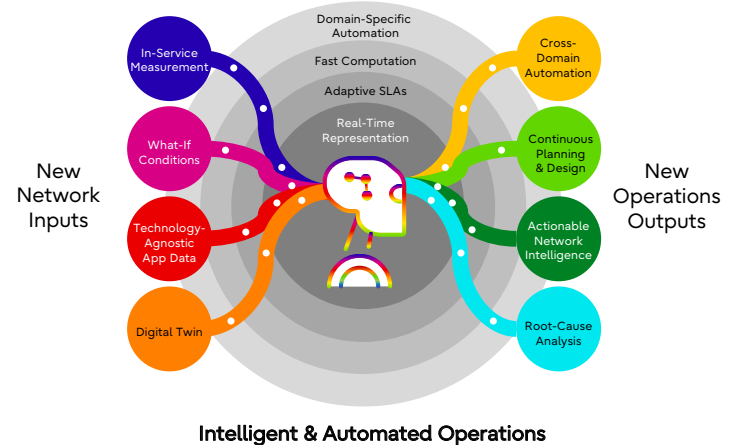 Domain-Specific
Automation
Fast Computation
Adaptive SLAs
Real-Time
Representation
New
Network
Inputs
In-Service
Measurement
What-If
Conditions
Technology-
Agnostic
App Data
Digital Twin
Cross-
Domain
Automation
Continuous
Planning
& Design
Actionable
Network
Intelligence
Root-Cause
Analysis
New
Operations
Outputs
Intelligent & Automated Operations